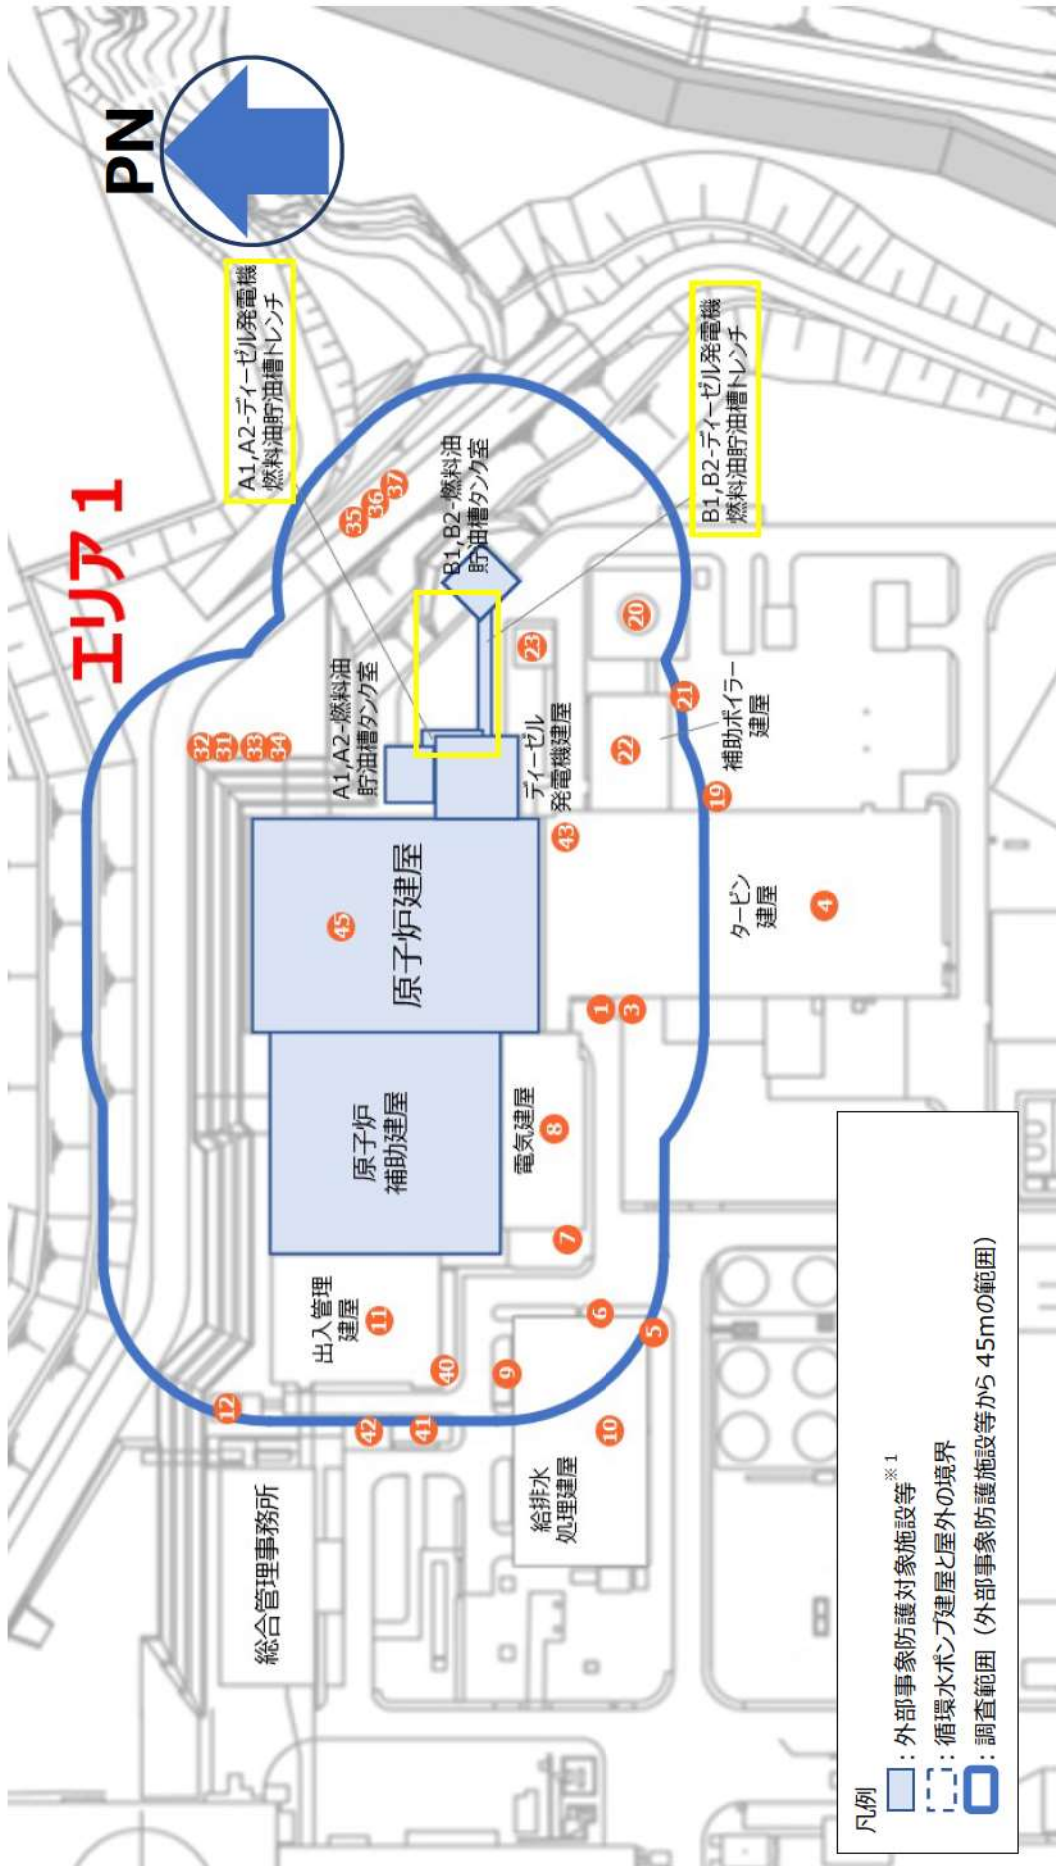 エリア 1
PN
A1,A2-ディーゼル発電機
燃料油貯油槽トレンチ
32
31
33
34
35
36
37
A1,A2-燃料油
貯油槽タンク室
B1,B2-燃料油
貯油槽タンク室
B1,B2-ディーゼル発電機
燃料油貯油槽トレンチ
総合管理事務所
12
42
41
40
出入管理
建屋
11
原子炉
補助建屋
45
原子炉建屋
ディーゼル
発電機建屋
23
20
43
22
21
19
補助ボイラー
建屋
電気建屋
8
7
1
3
タービン
建屋
4
9
6
5
10
給排水
処理建屋
凡例
：外部事象防護対象施設等※1
：循環水ポンプ建屋と屋外の境界
：調査範囲（外部事象防護施設等から 45mの範囲）